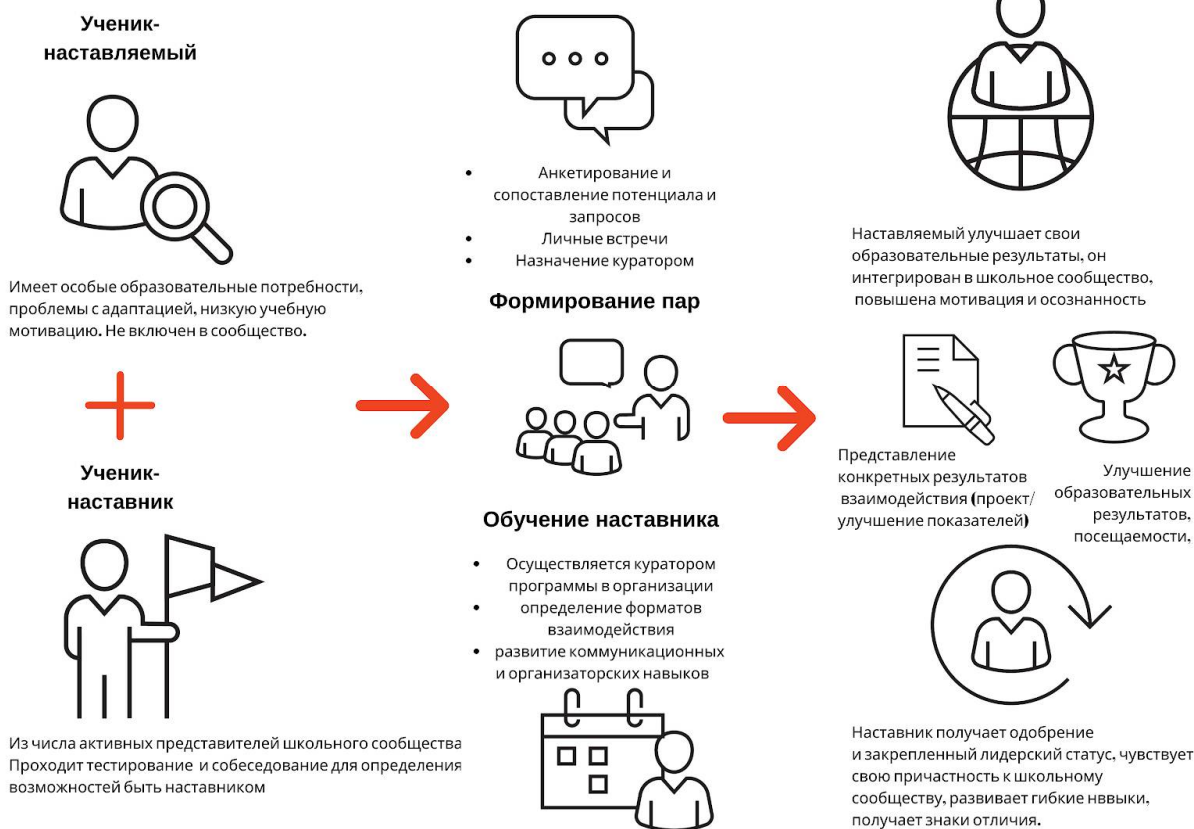 Ученик-
наставляемый
Имеет особые образовательные потребности,
проблемы с адаптацией, низкую учебную
мотивацию. Не включен в сообщество.
Ученик-
наставник
Из числа активных представителей школьного сообщества
Проходит тестирование и собеседование для определения
возможностей быть наставником
• Анкетирование и
сопоставление потенциала и
запросов
• Личные встречи
• Назначение куратором
Формирование пар
Обучение наставника
• Осуществляется куратором
программы в организации
• определение форматов
взаимодействия
• развитие коммуникационных
и организаторских навыков
Наставляемый улучшает свои
образовательные результаты, он
интегрирован в школьное сообщество,
повышена мотивация и осознанность
Представление
конкретных результатов
взаимодействия (проект/
улучшение показателей)
Улучшение
образовательных
результатов,
посещаемости,
Наставник получает одобрение
и закрепленный лидерский статус, чувствует
свою причастность к школьному
сообществу, развивает гибкие нввыки,
получает знаки отличия.